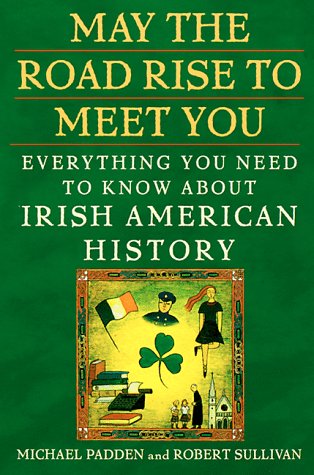 MAY THE
ROAD RISE TO
MEET YOU
EVERYTHING YOU NEED
TO KNOW ABOUT
IRISH AMERICAN
HISTORY
MICHAEL PADDEN AND ROBERT SULLIVAN